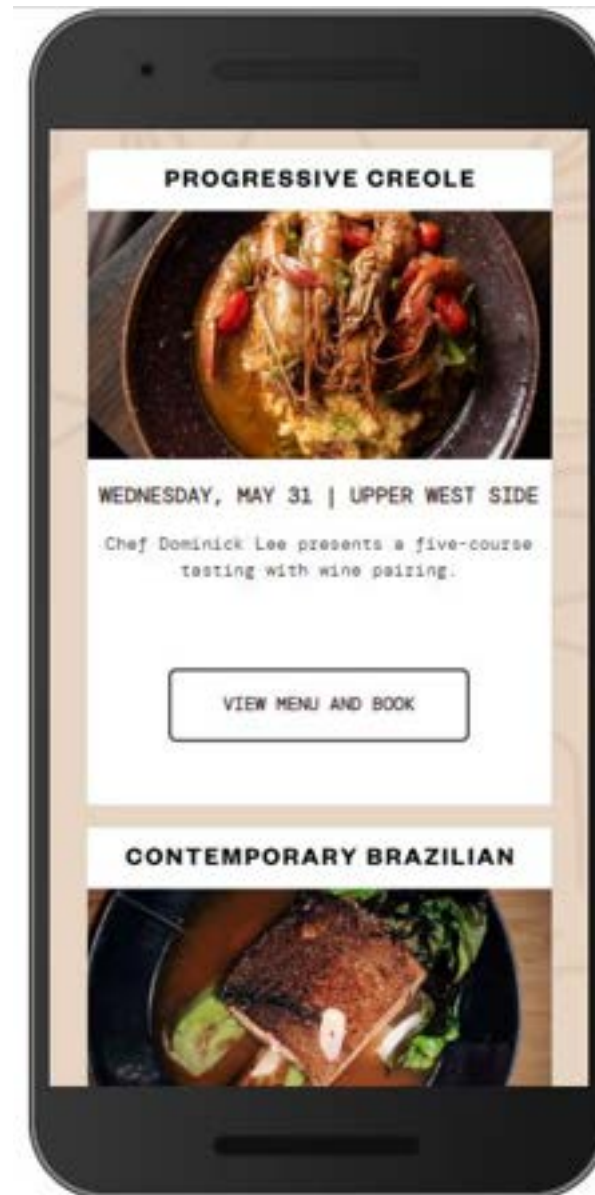 PROGRESSIVE CREOLE
WEDNESDAY, MAY 31 | UPPER WEST SIDE
Chef Dominick Lee presents a five-course
tasting with wine pairing.
VIEW MENU AND BOOK
CONTEMPORARY BRAZILIAN